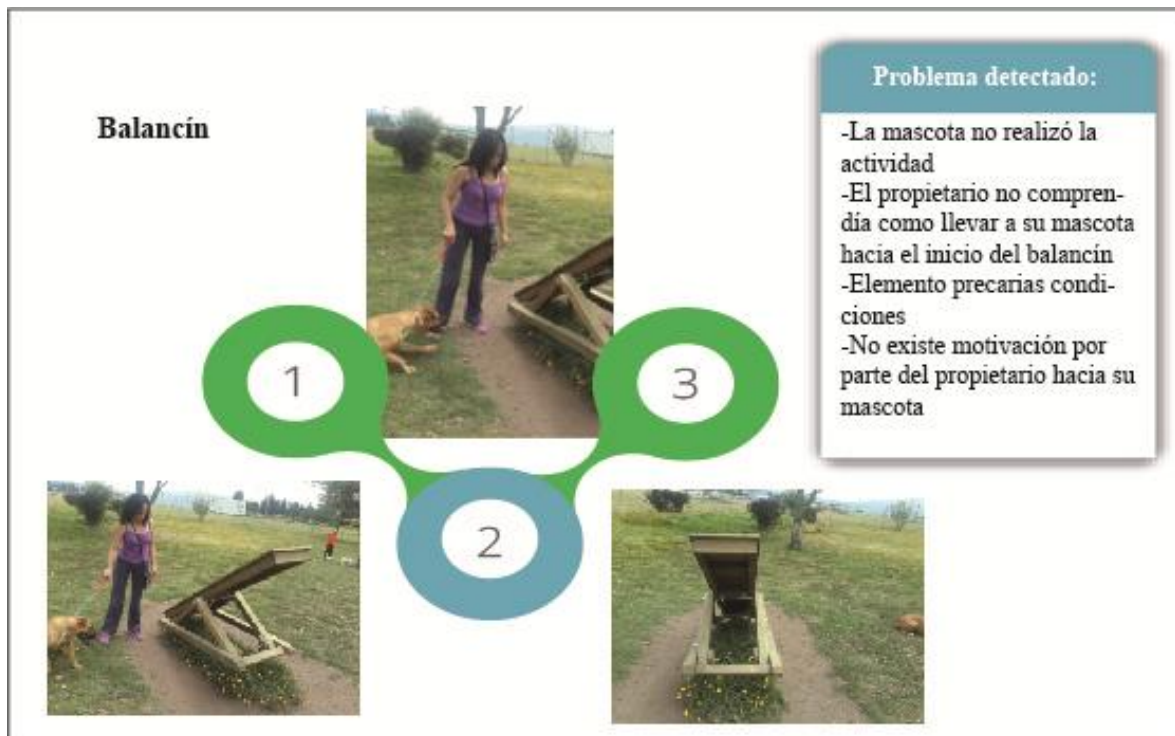 Balancín
1
2
3
Problema detectado:
-La mascota no realizó la
actividad
-El propietario no compren-
día como llevar a su mascota
hacia el inicio del balancín
-Elemento precarias condi-
ciones
-No existe motivación por
parte del propietario hacia su
mascota